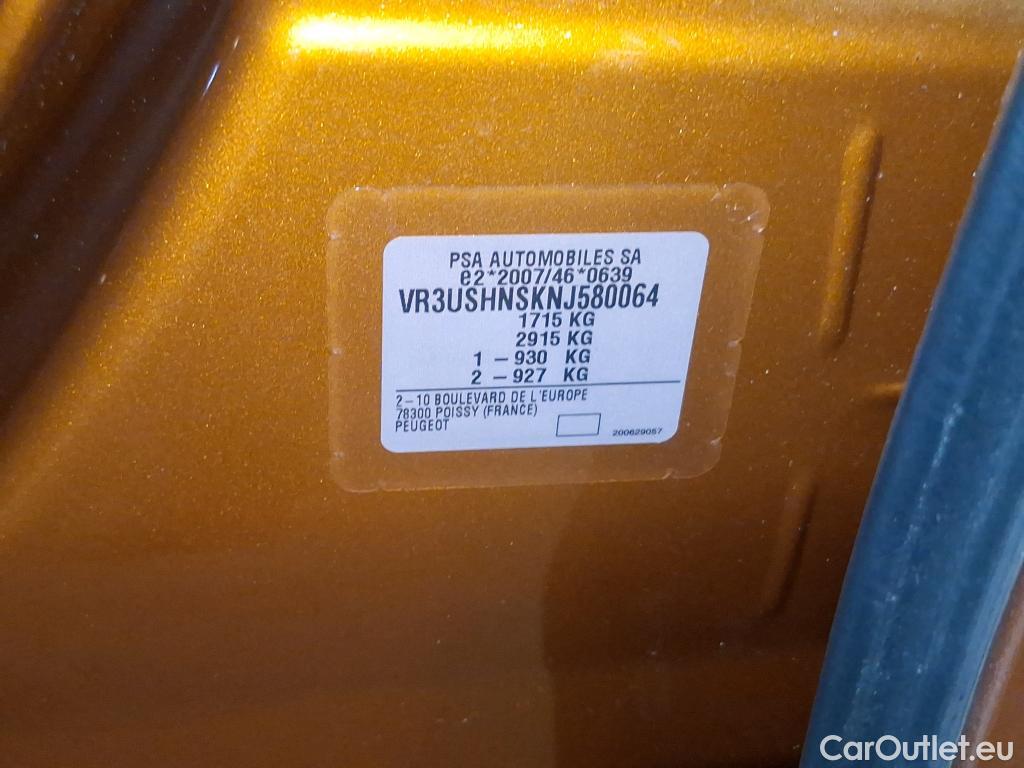 PSA AUTOMOBILES SA
e2*2007/46*0639
VR3USHNSKNJ580064
1715 KG
2915 KG
1 – 930 KG
2 – 927 KG
2–10 BOULEVARD DE L'EUROPE
78300 POISSY (FRANCE)
PEUGEOT
200629057
CarOutlet.eu